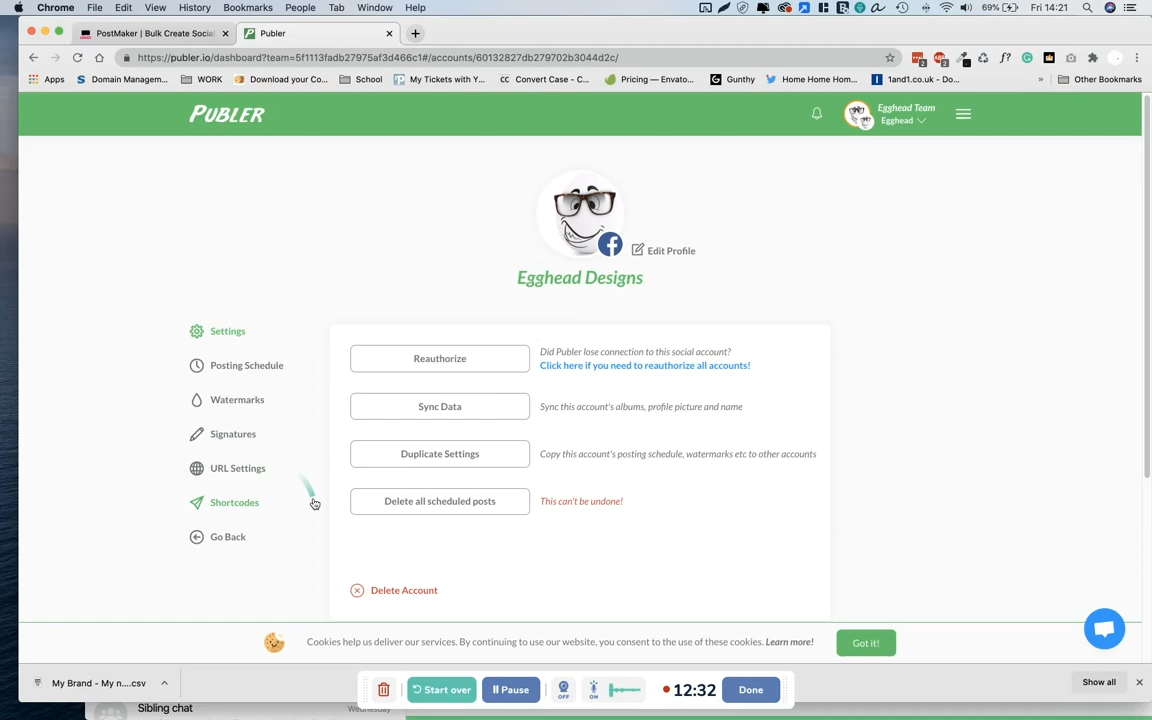 Chrome File Edit View History Bookmarks People Tab Window Help 69% Fri 14:21
PostMaker | Bulk Create Social Publer
https://publer.io/dashboard?team=5f1113fadb27975af3d466c1#/accounts/60132827db279702b3044d2c/
Apps Domain Managem... WORK Download your Co... School My Tickets with Y... CC Convert Case - C... Pricing — Envato... Gunthy Home Home Hom... 1and1.co.uk - Do... » Other Bookmarks
PUBLER
Egghead Team
Egghead
Edit Profile
Egghead Designs
Settings
Posting Schedule
Watermarks
Signatures
URL Settings
Shortcodes
Go Back
Reauthorize
Did Publer lose connection to this social account?
Click here if you need to reauthorize all accounts!
Sync Data
Sync this account's albums, profile picture and name
Duplicate Settings
Copy this account's posting schedule, watermarks etc to other accounts
Delete all scheduled posts
This can't be undone!
Delete Account
Cookies help us deliver our services. By continuing to use our website, you consent to the use of these cookies. Learn more!
Got it!
My Brand - My n....csv
Start over
Pause
OFF
ON
12:32
Done
Show all
Sibling chat
Wednesday